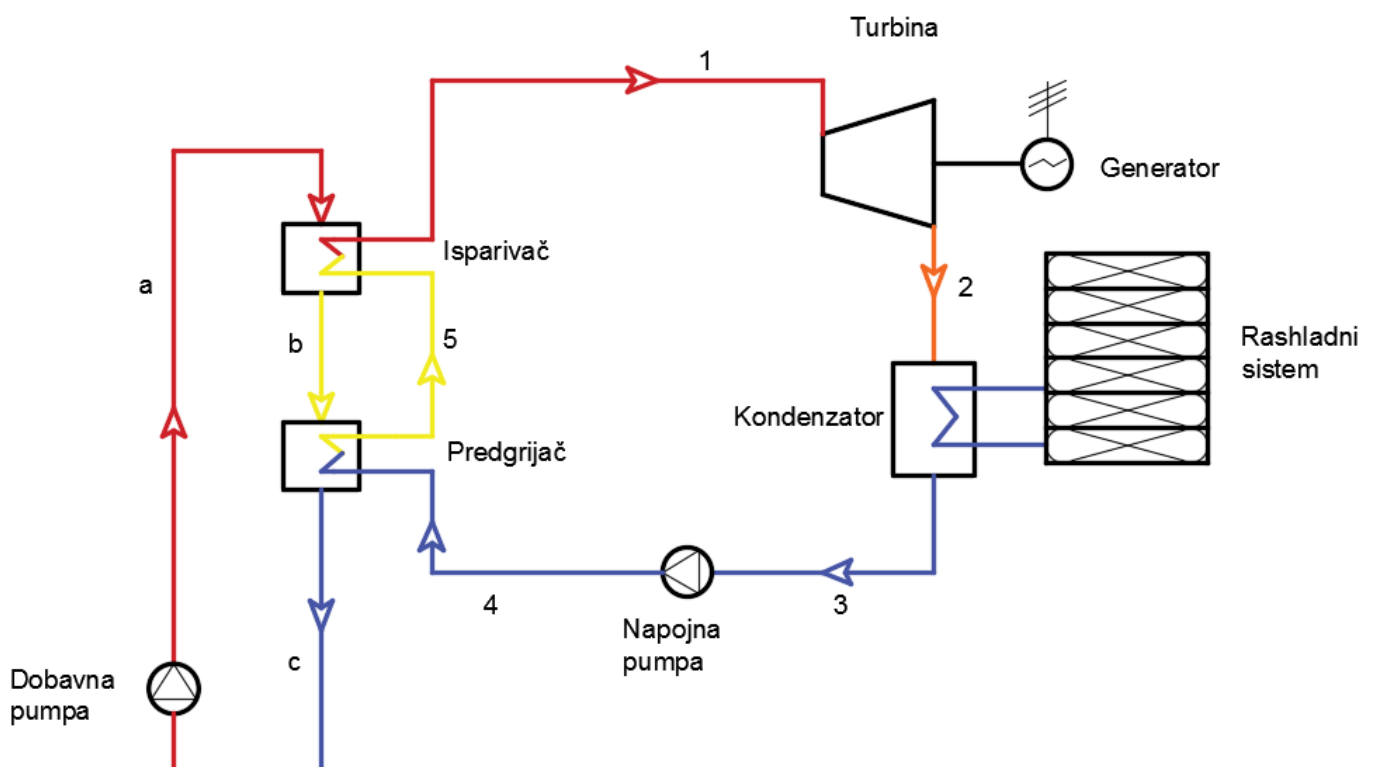 Turbina
1
Generator
Isparivač
a
2
b
5
Rashladni
sistem
Kondenzator
Predgrijač
4
3
Napojna
pumpa
c
Dobavna
pumpa